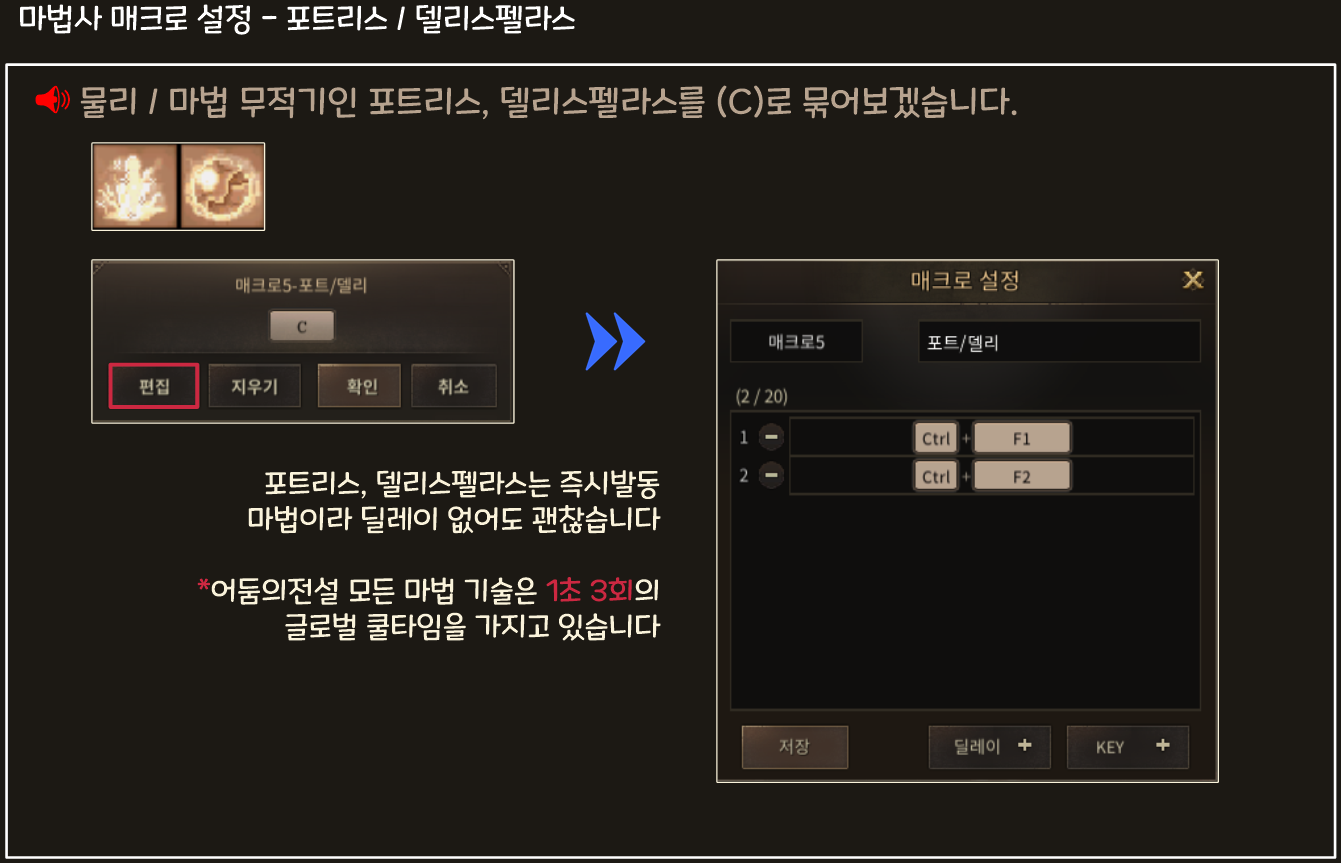 마법사 매크로 설정 - 포트리스 / 델리스펠라스
물리 / 마법 무적기인 포트리스, 델리스펠라스를 (C)로 묶어보겠습니다.
매크로5-포트/델리
C
편집 지우기 확인 취소
포트리스, 델리스펠라스는 즉시발동
마법이라 딜레이 없어도 괜찮습니다
*어둠의전설 모든 마법 기술은 1초 3회의
글로벌 쿨타임을 가지고 있습니다
매크로 설정
매크로5 포트/델리
(2 / 20)
1 Ctrl + F1
2 Ctrl + F2
저장 딜레이 + KEY +